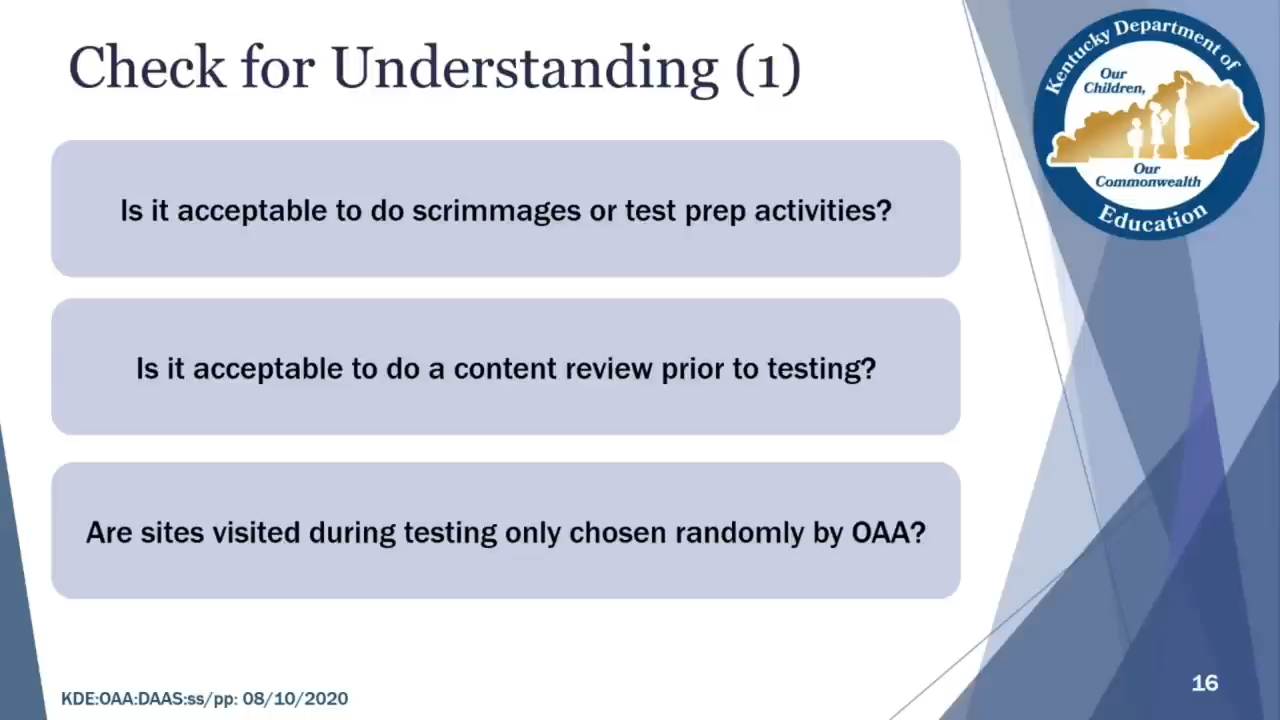 Check for Understanding (1)
Kentucky Department of
Our
Children,
Our
Commonwealth
Education
Is it acceptable to do scrimmages or test prep activities?
Is it acceptable to do a content review prior to testing?
Are sites visited during testing only chosen randomly by OAA?
KDE:OAA:DAAS:ss/pp: 08/10/2020
16